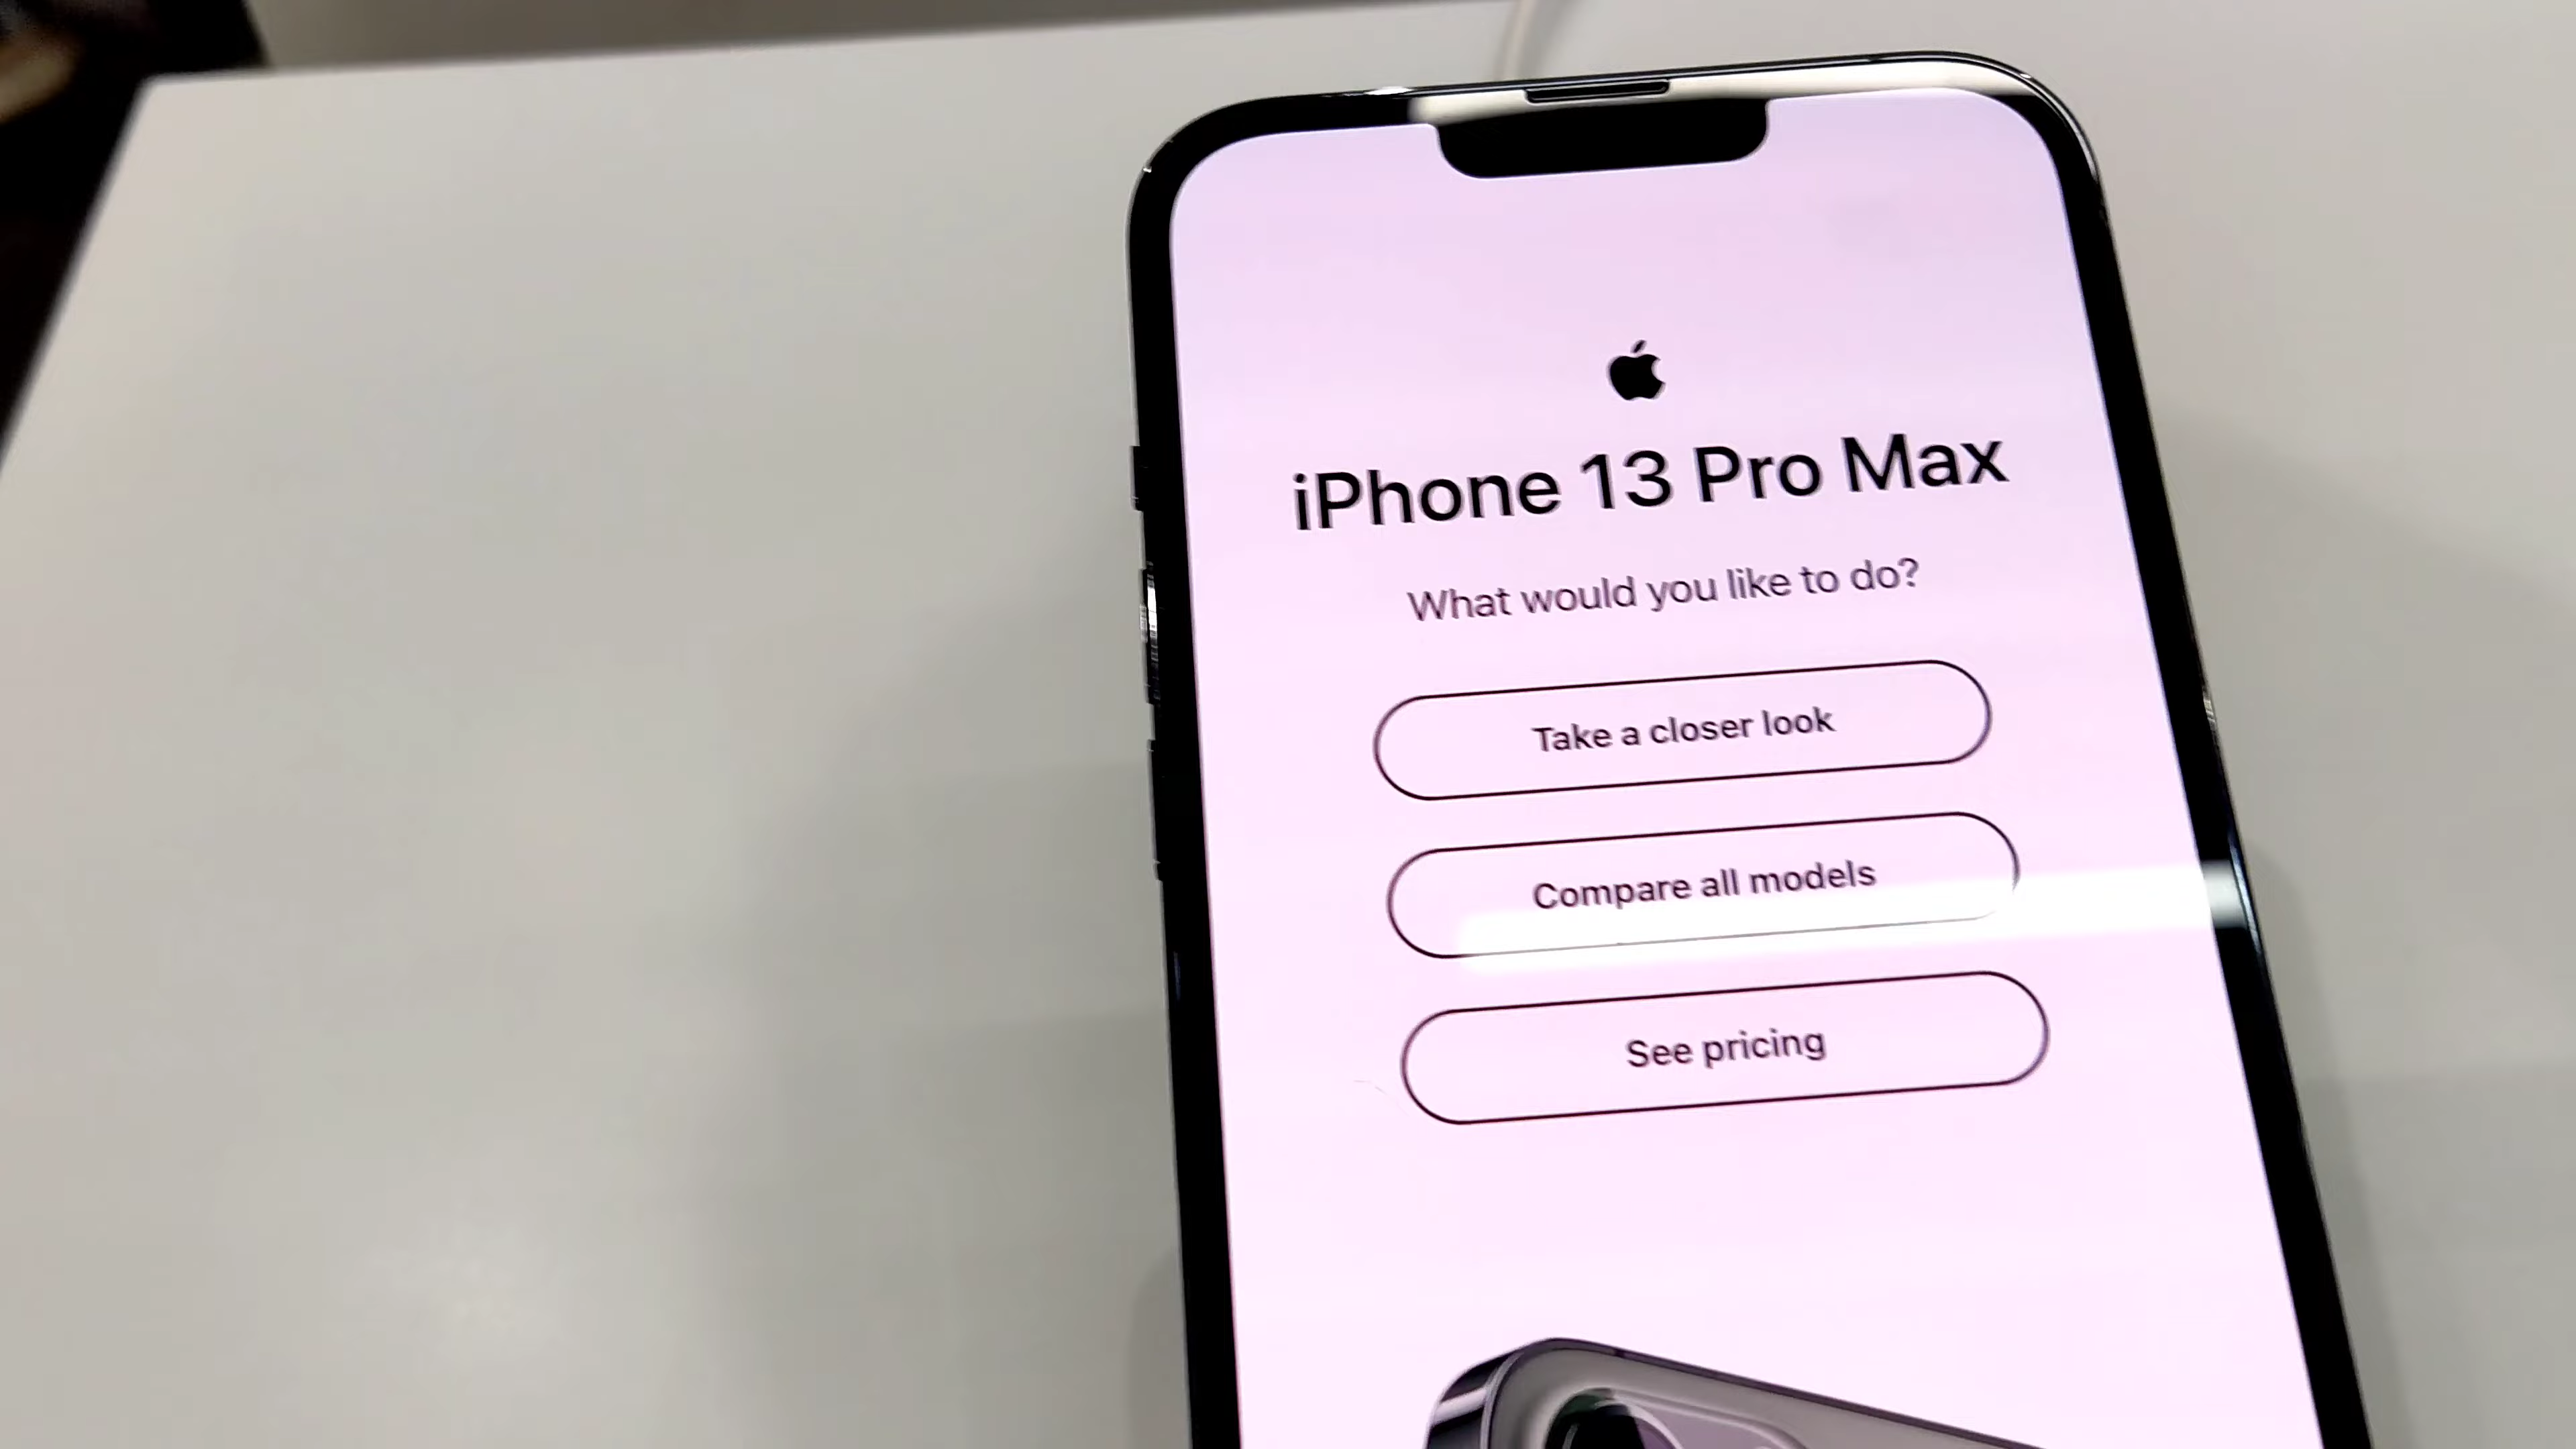 iPhone 13 Pro Max
What would you like to do?
Take a closer look
Compare all models
See pricing